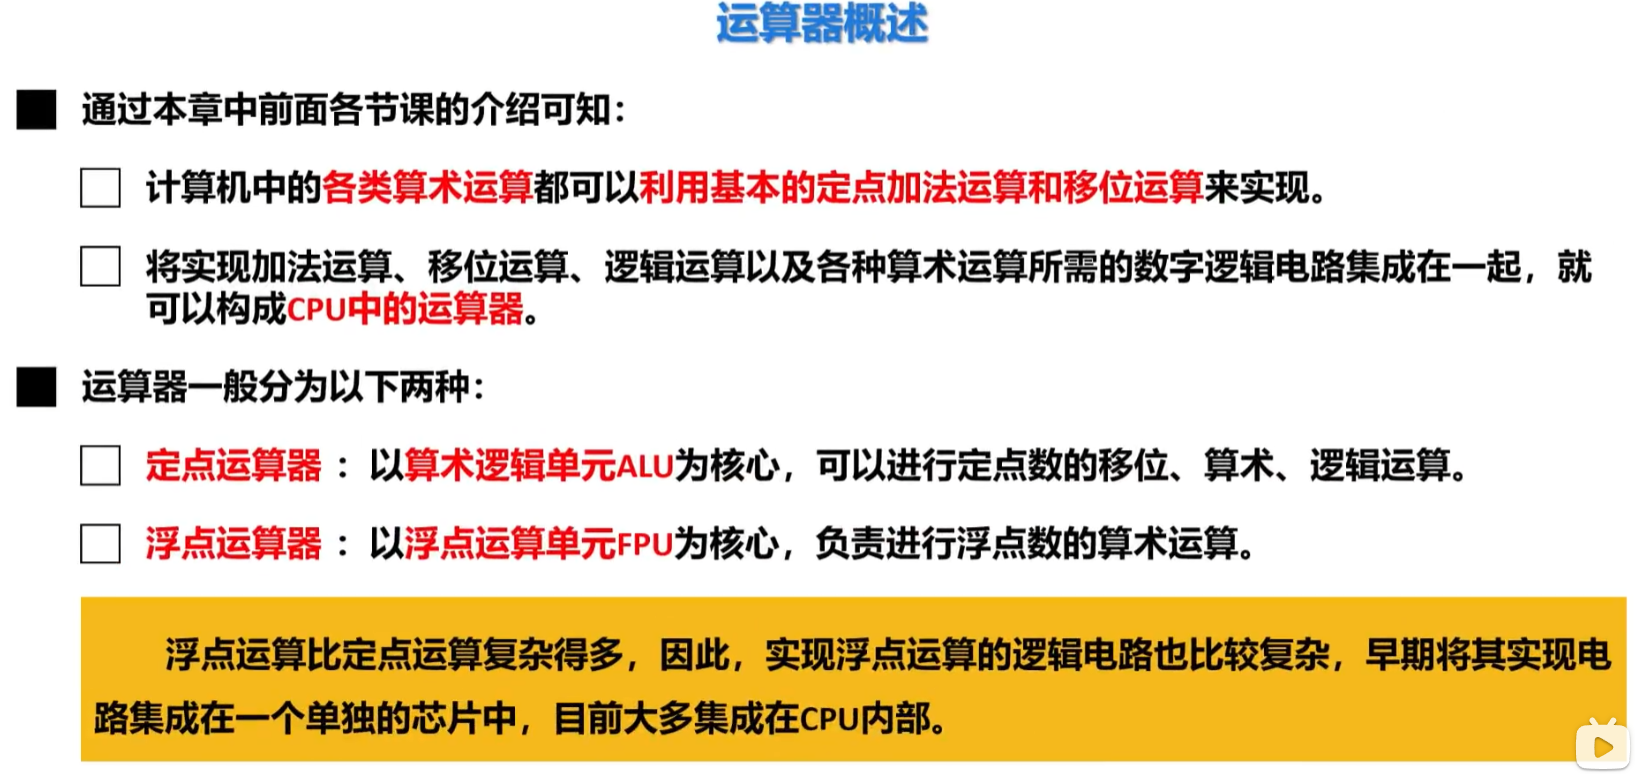 运算器概述
通过本章中前面各节课的介绍可知：
计算机中的各类算术运算都可以利用基本的定点加法运算和移位运算来实现。
将实现加法运算、移位运算、逻辑运算以及各种算术运算所需的数字逻辑电路集成在一起，就
可以构成CPU中的运算器。
运算器一般分为以下两种：
定点运算器 ：以算术逻辑单元ALU为核心，可以进行定点数的移位、算术、逻辑运算。
浮点运算器 ：以浮点运算单元FPU为核心，负责进行浮点数的算术运算。
浮点运算比定点运算复杂得多，因此，实现浮点运算的逻辑电路也比较复杂，早期将其实现电
路集成在一个单独的芯片中，目前大多集成在CPU内部。